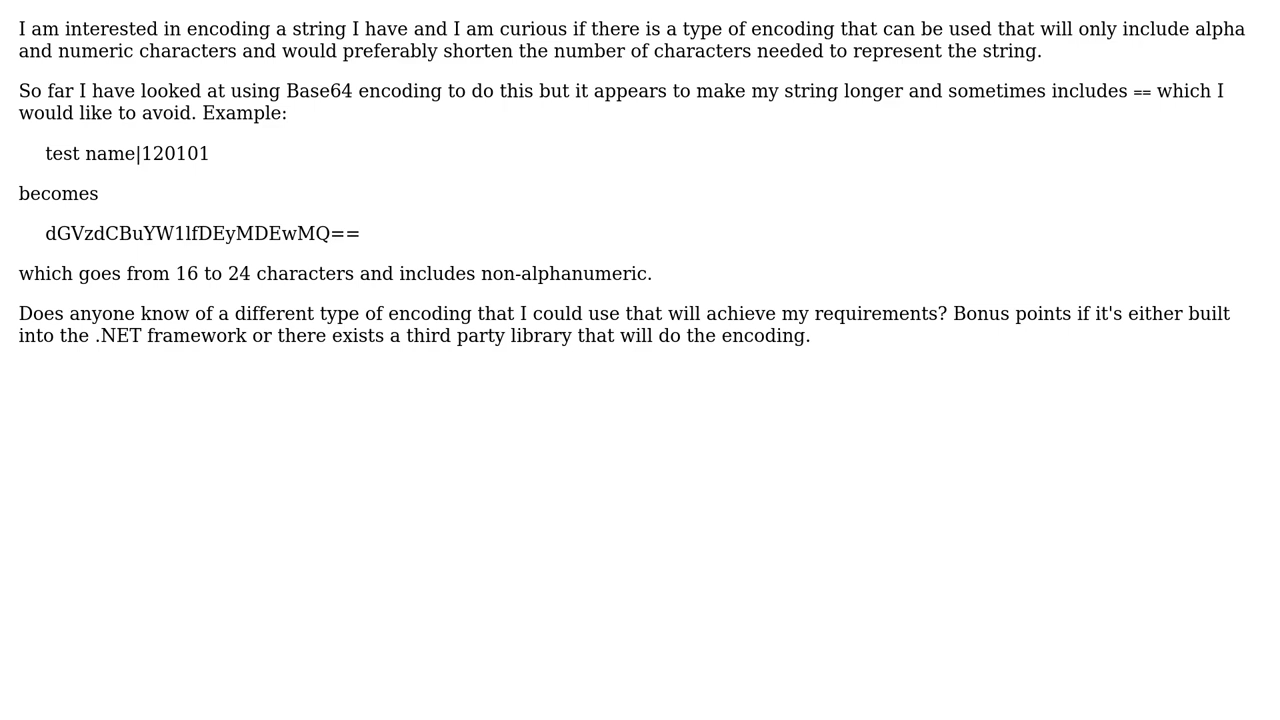 I am interested in encoding a string I have and I am curious if there is a type of encoding that can be used that will only include alpha
and numeric characters and would preferably shorten the number of characters needed to represent the string.
So far I have looked at using Base64 encoding to do this but it appears to make my string longer and sometimes includes == which I
would like to avoid. Example:
test name|120101
becomes
dGVzdCBuYW1lfDEyMDEwMQ==
which goes from 16 to 24 characters and includes non-alphanumeric.
Does anyone know of a different type of encoding that I could use that will achieve my requirements? Bonus points if it's either built
into the .NET framework or there exists a third party library that will do the encoding.